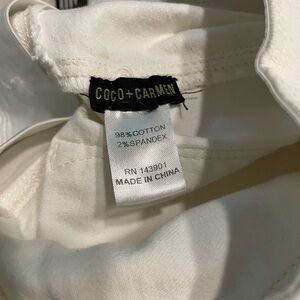 COCO+CARMEN
98%COTTON
2%SPANDEX
RN 143901
MADE IN CHINA